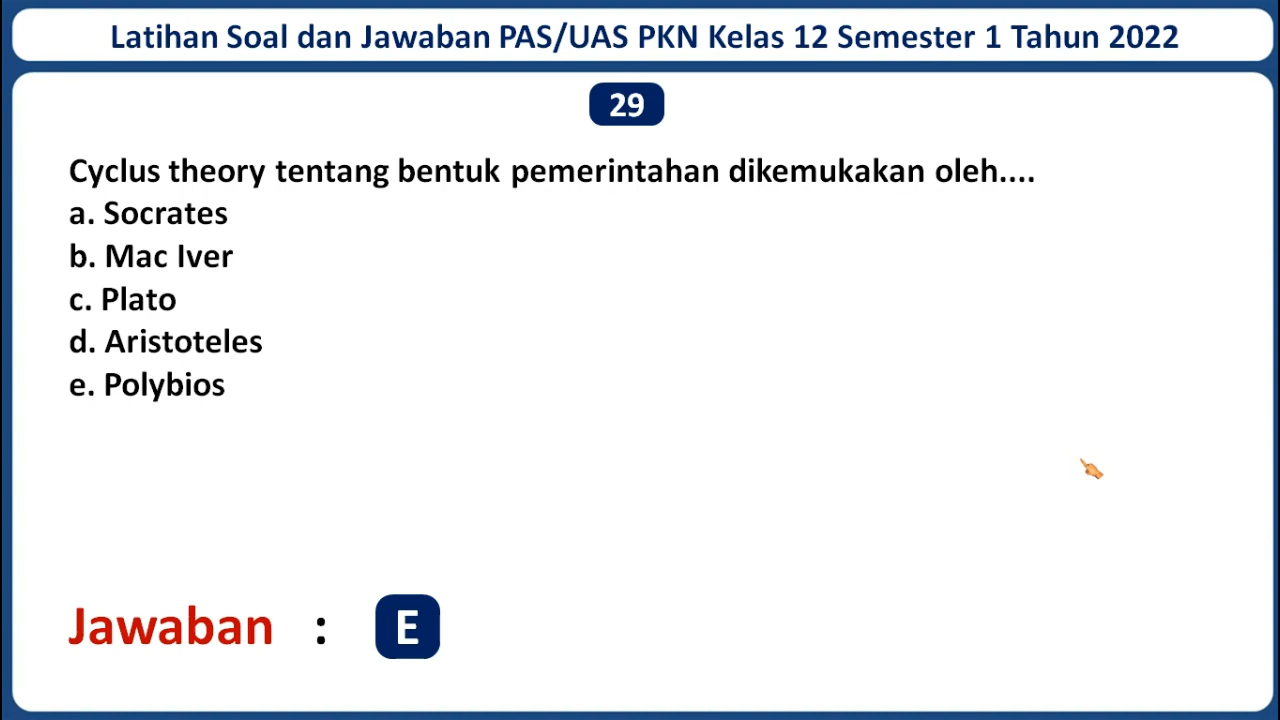 Latihan Soal dan Jawaban PAS/UAS PKN Kelas 12 Semester 1 Tahun 2022
29
Cyclus theory tentang bentuk pemerintahan dikemukakan oleh....
a. Socrates
b. Mac Iver
c. Plato
d. Aristoteles
e. Polybios
Jawaban : E